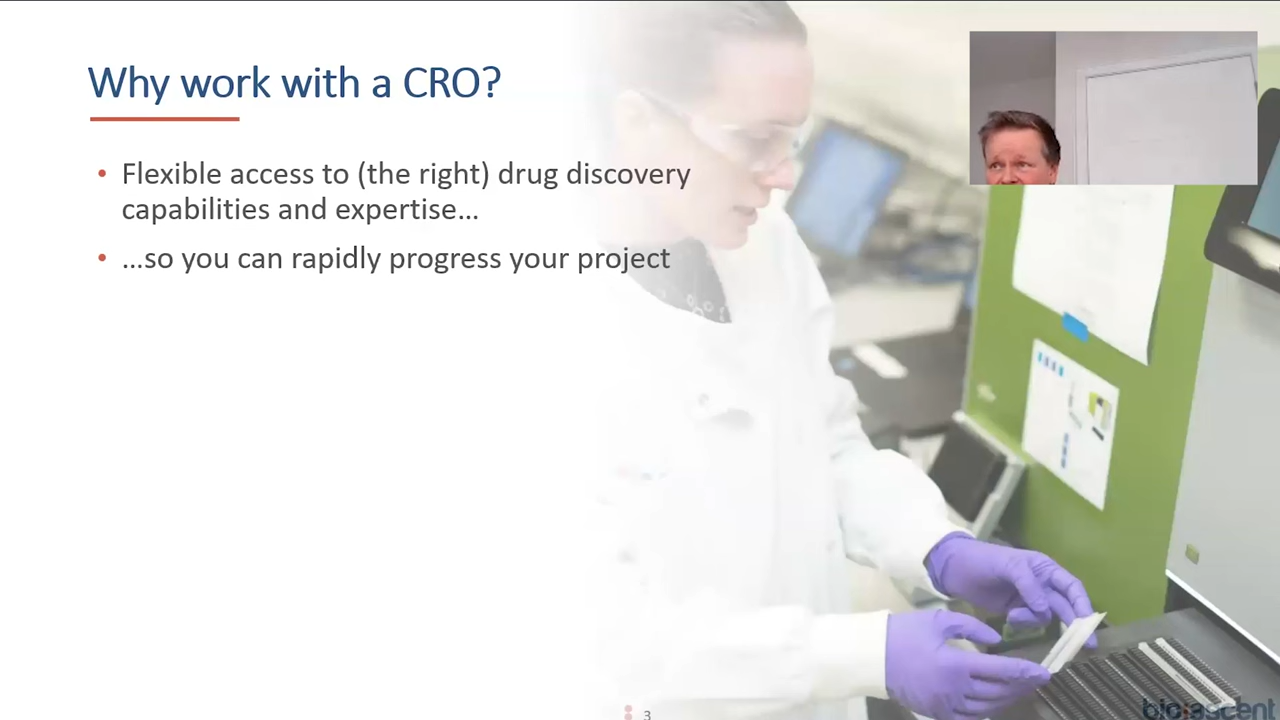 Why work with a CRO?
• Flexible access to (the right) drug discovery
capabilities and expertise…
• …so you can rapidly progress your project
3
bioascent